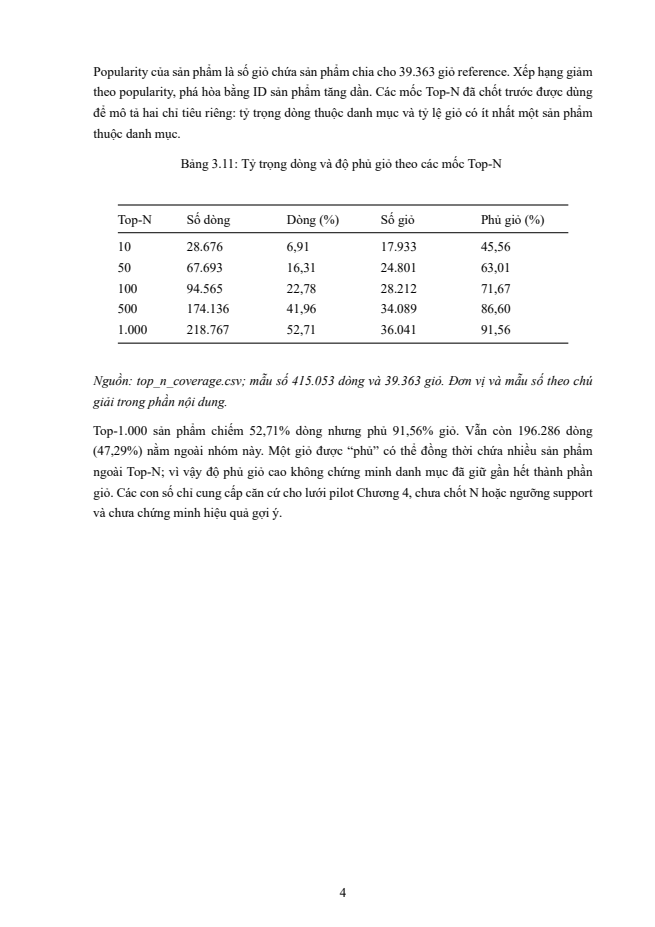 Popularity của sản phẩm là số giỏ chứa sản phẩm chia cho 39.363 giỏ reference. Xếp hạng giảm
theo popularity, phá hòa bằng ID sản phẩm tăng dần. Các mốc Top-N đã chốt trước được dùng
để mô tả hai chỉ tiêu riêng: tỷ trọng dòng thuộc danh mục và tỷ lệ giỏ có ít nhất một sản phẩm
thuộc danh mục.
Bảng 3.11: Tỷ trọng dòng và độ phủ giỏ theo các mốc Top-N
Top-N Số dòng Dòng (%) Số giỏ Phủ giỏ (%)
10 28.676 6,91 17.933 45,56
50 67.693 16,31 24.801 63,01
100 94.565 22,78 28.212 71,67
500 174.136 41,96 34.089 86,60
1.000 218.767 52,71 36.041 91,56
Nguồn: top_n_coverage.csv; mẫu số 415.053 dòng và 39.363 giỏ. Đơn vị và mẫu số theo chú
giải trong phần nội dung.
Top-1.000 sản phẩm chiếm 52,71% dòng nhưng phủ 91,56% giỏ. Vẫn còn 196.286 dòng
(47,29%) nằm ngoài nhóm này. Một giỏ được “phủ” có thể đồng thời chứa nhiều sản phẩm
ngoài Top-N; vì vậy độ phủ giỏ cao không chứng minh danh mục đã giữ gần hết thành phần
giỏ. Các con số chỉ cung cấp căn cứ cho lưới pilot Chương 4, chưa chốt N hoặc ngưỡng support
và chưa chứng minh hiệu quả gợi ý.
4